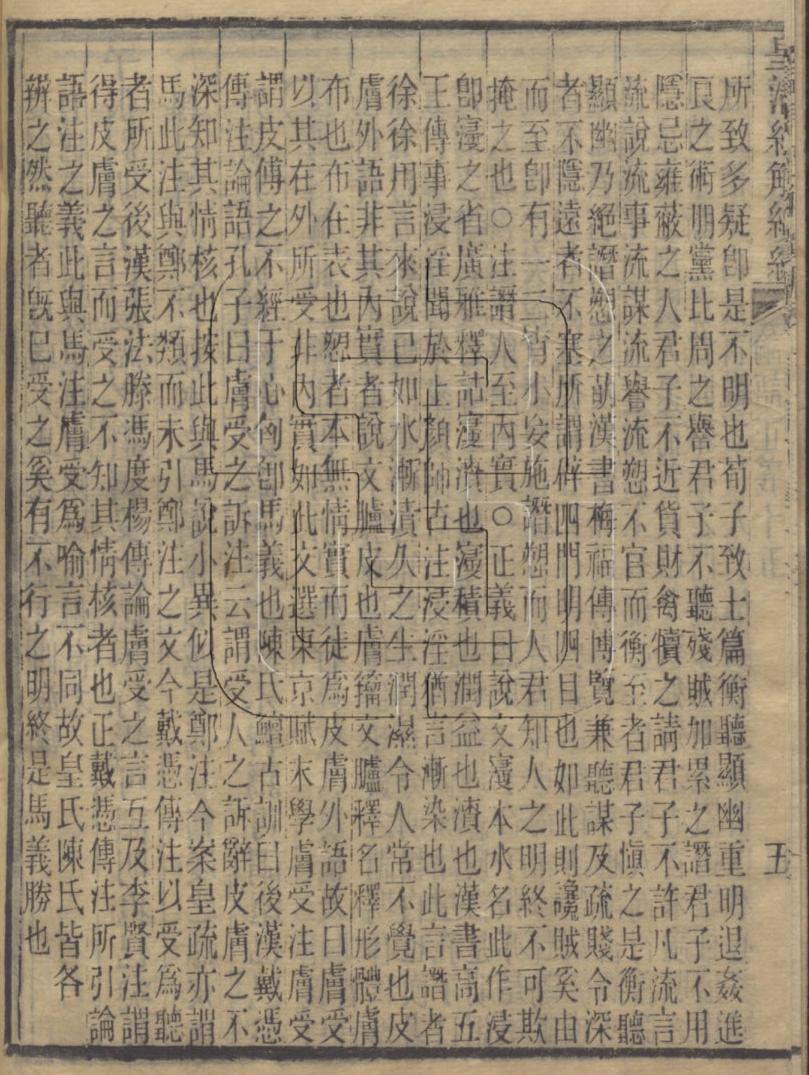 皇清經解續編
五
所致多疑卽是不明也荀子致士篇衡聽顯幽重明退姦進
良之術朋黨比周之譽君子不聽殘賊加累之譖君子不用
隱忌雍蔽之人君子不近貨財禽犢之請君子不許凡流言
流說流事流謀流譽流愬不官而衡至者君子慎之是衡聽
顯幽乃絕譖愬之萌漢書梅福傳博覽兼聽謀及疏賤令深
者不隱遠者不塞所謂辟四門明四目也如此則讒賊奚由
而至卽有一二宵小妄施譖愬而人君知人之明終不可欺
掩之也○注譖人至內實○正義曰說文濅本水名此作浸
卽濅之省廣雅釋詁濅漬也濅積也潤益也漬也漢書高五
王傳事浸淫聞於上顏師古注浸淫猶言漸染也此言譖者
徐徐用言來說已如水漸漬久之生潤濕令人常不覺也皮
膚外語非其內實者說文臚皮也膚籀文臚釋名釋形體膚
布也布在表也愬者本無情實而徒為皮膚外語故曰膚受
以其在外所受非內實如此文選東京賦末學膚受注膚受
謂皮傅之不經于心匈卽馬義也陳氏鱣古訓曰後漢戴憑
傳注論語孔子曰膚受之訴注云謂受人之訴辭皮膚之不
深知其情核也按此與馬說小異似是鄭注今案皇疏亦謂
馬此注與鄭不類而未引鄭注之文今戴憑傳注以受為聽
者所受後漢張法滕馮度楊傳論膚受之言互及李賢注謂
得皮膚之言而受之不知其情核者也正戴憑傳注所引論
語注之義此與馬注膚受為喻言不同故皇氏陳氏皆各
辨之然聽者旣已受之奚有不行之明終是馬義勝也